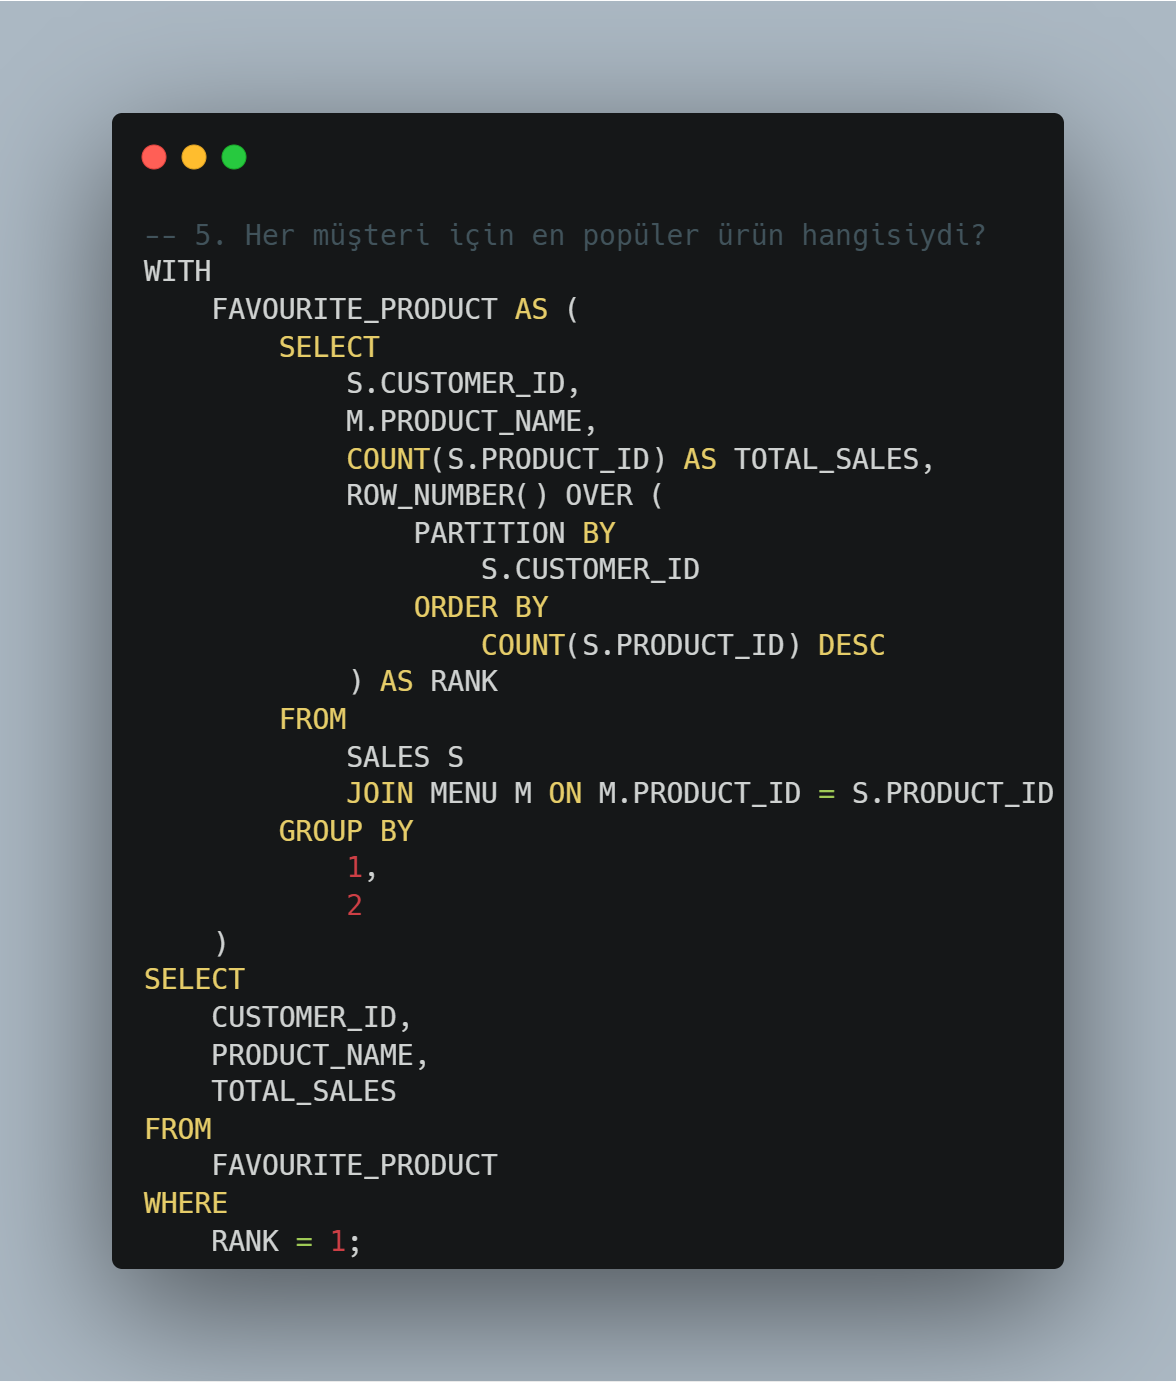 -- 5. Her müşteri için en popüler ürün hangisiydi?
WITH
    FAVOURITE_PRODUCT AS (
        SELECT
            S.CUSTOMER_ID,
            M.PRODUCT_NAME,
            COUNT(S.PRODUCT_ID) AS TOTAL_SALES,
            ROW_NUMBER() OVER (
                PARTITION BY
                    S.CUSTOMER_ID
                ORDER BY
                    COUNT(S.PRODUCT_ID) DESC
            ) AS RANK
        FROM
            SALES S
            JOIN MENU M ON M.PRODUCT_ID = S.PRODUCT_ID
        GROUP BY
            1,
            2
    )
SELECT
    CUSTOMER_ID,
    PRODUCT_NAME,
    TOTAL_SALES
FROM
    FAVOURITE_PRODUCT
WHERE
    RANK = 1;